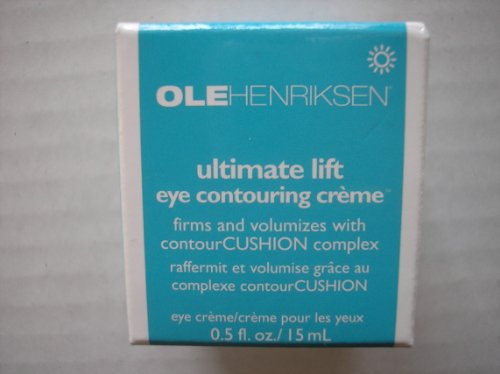 OLEHENRIKSEN®
ultimate lift
eye contouring crème™
firms and volumizes with
contourCUSHION complex
raffermit et volumise grâce au
complexe contourCUSHION
eye crème/crème pour les yeux
0.5 fl. oz./ 15 mL